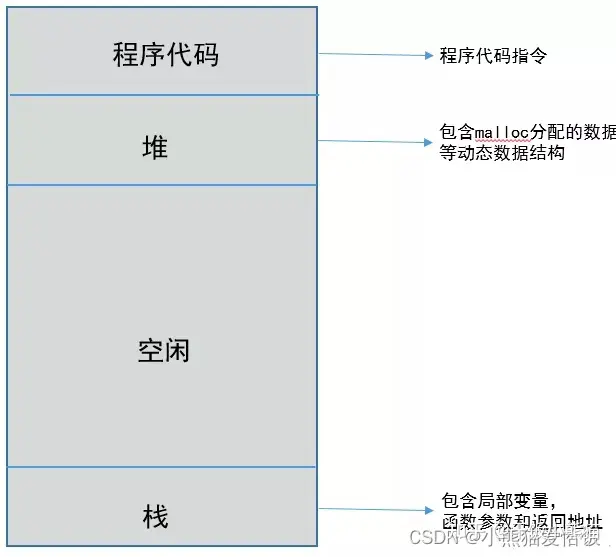 程序代码
程序代码指令
堆
包含malloc分配的数据
等动态数据结构
空闲
栈
包含局部变量，
函数参数和返回地址
CSDN @小熊猫爱恰饭